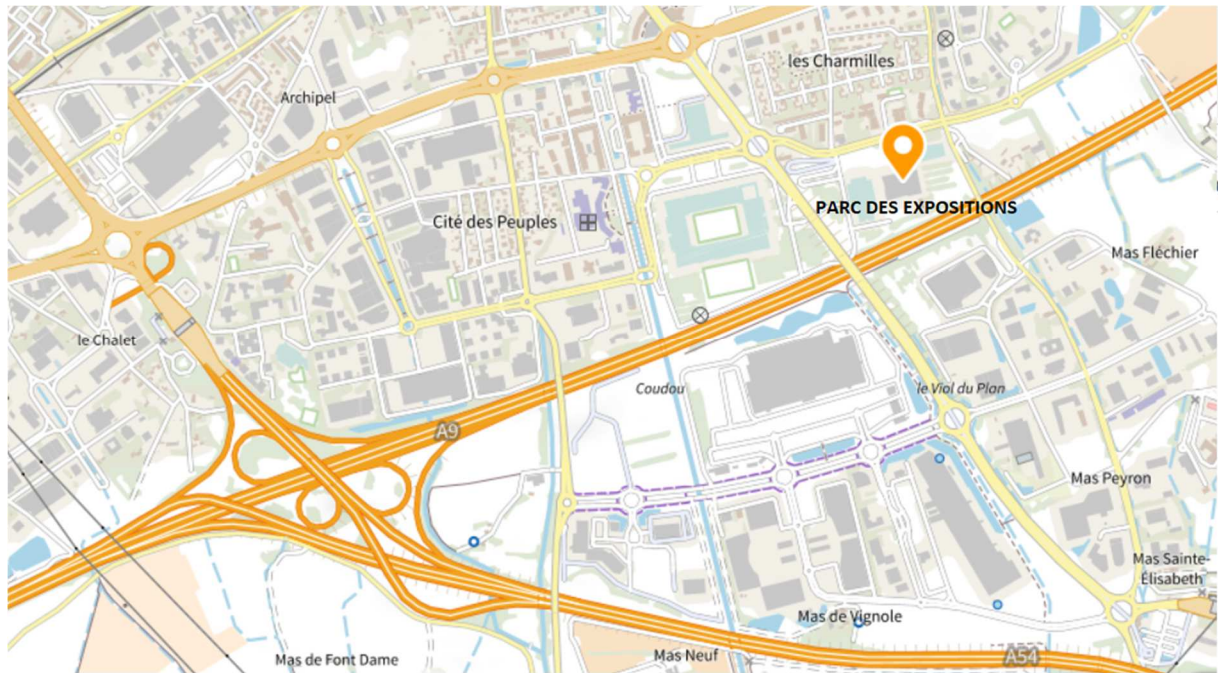 les Charmilles
Archipel
PARC DES EXPOSITIONS
Cité des Peuples
Mas Fléchier
le Chalet
Coudou
le Viol du Plan
A9
Mas Peyron
Mas Sainte-
Élisabeth
Mas de Vignole
Mas Neuf
A54
Mas de Font Dame